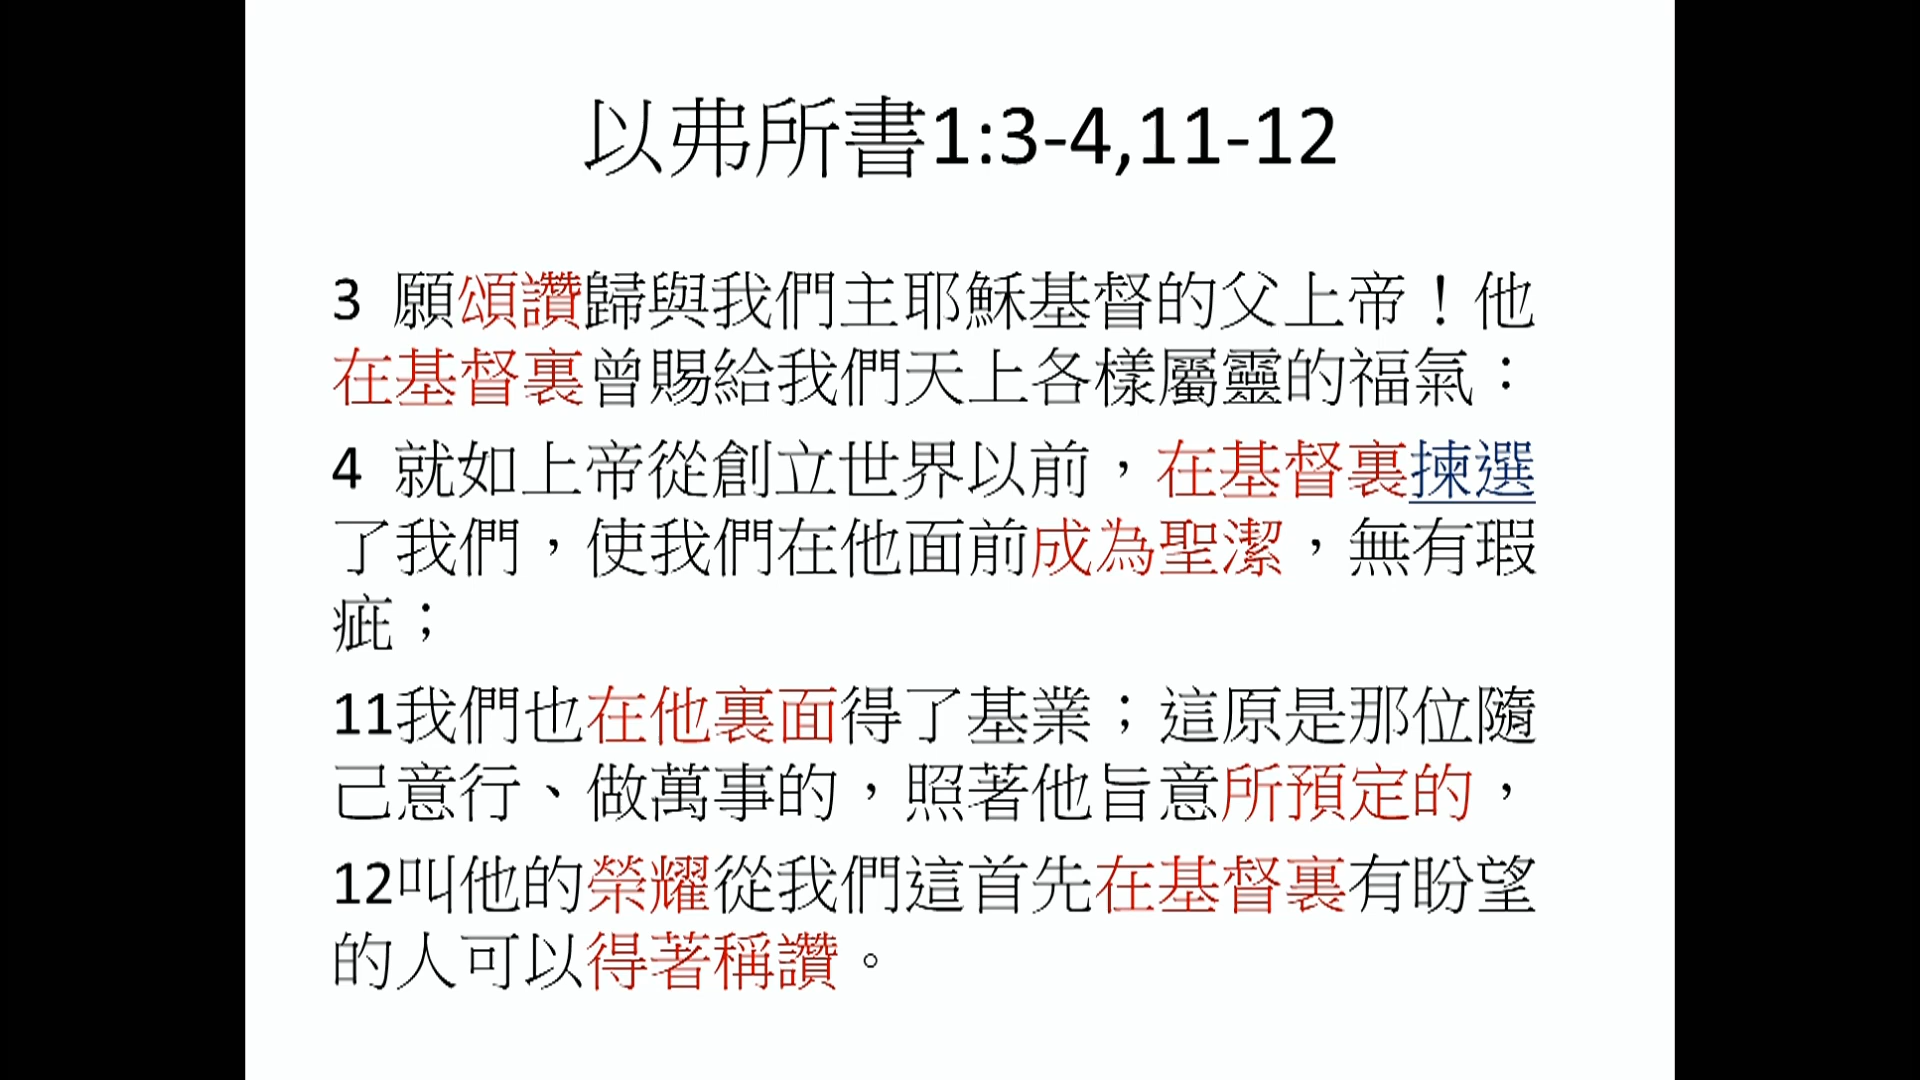 以弗所書1:3-4,11-12
3 願頌讚歸與我們主耶穌基督的父上帝！他
在基督裏曾賜給我們天上各樣屬靈的福氣：
4 就如上帝從創立世界以前，在基督裏揀選
了我們，使我們在他面前成為聖潔，無有瑕
疵；
11我們也在他裏面得了基業；這原是那位隨
己意行、做萬事的，照著他旨意所預定的，
12叫他的榮耀從我們這首先在基督裏有盼望
的人可以得著稱讚。